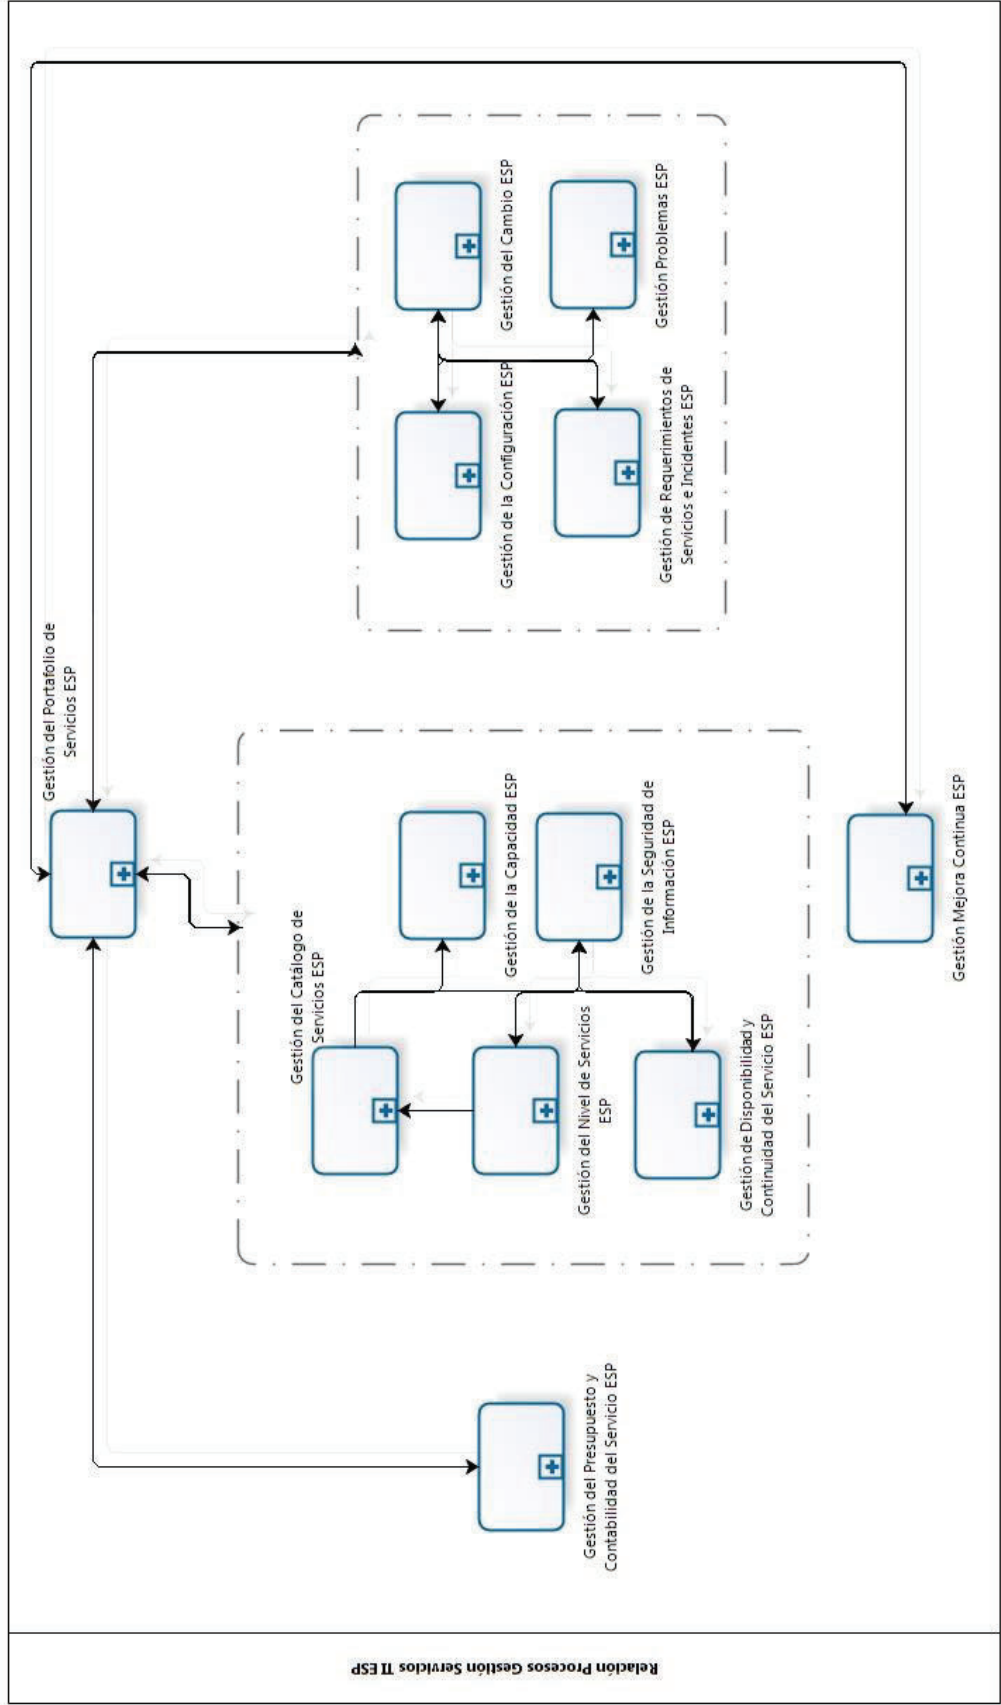 Relación Procesos Gestión Servicios TI ESP
Gestión del Portafolio de
Servicios ESP
Gestión del Presupuesto y
Contabilidad del Servicio ESP
Gestión del Catálogo de
Servicios ESP
Gestión del Nivel de Servicios
ESP
Gestión de Disponibilidad y
Continuidad del Servicio ESP
Gestión de la Capacidad ESP
Gestión de la Seguridad de
Información ESP
Gestión de la Configuración ESP
Gestión del Cambio ESP
Gestión de Requerimientos de
Servicios e Incidentes ESP
Gestión Problemas ESP
Gestión Mejora Continua ESP